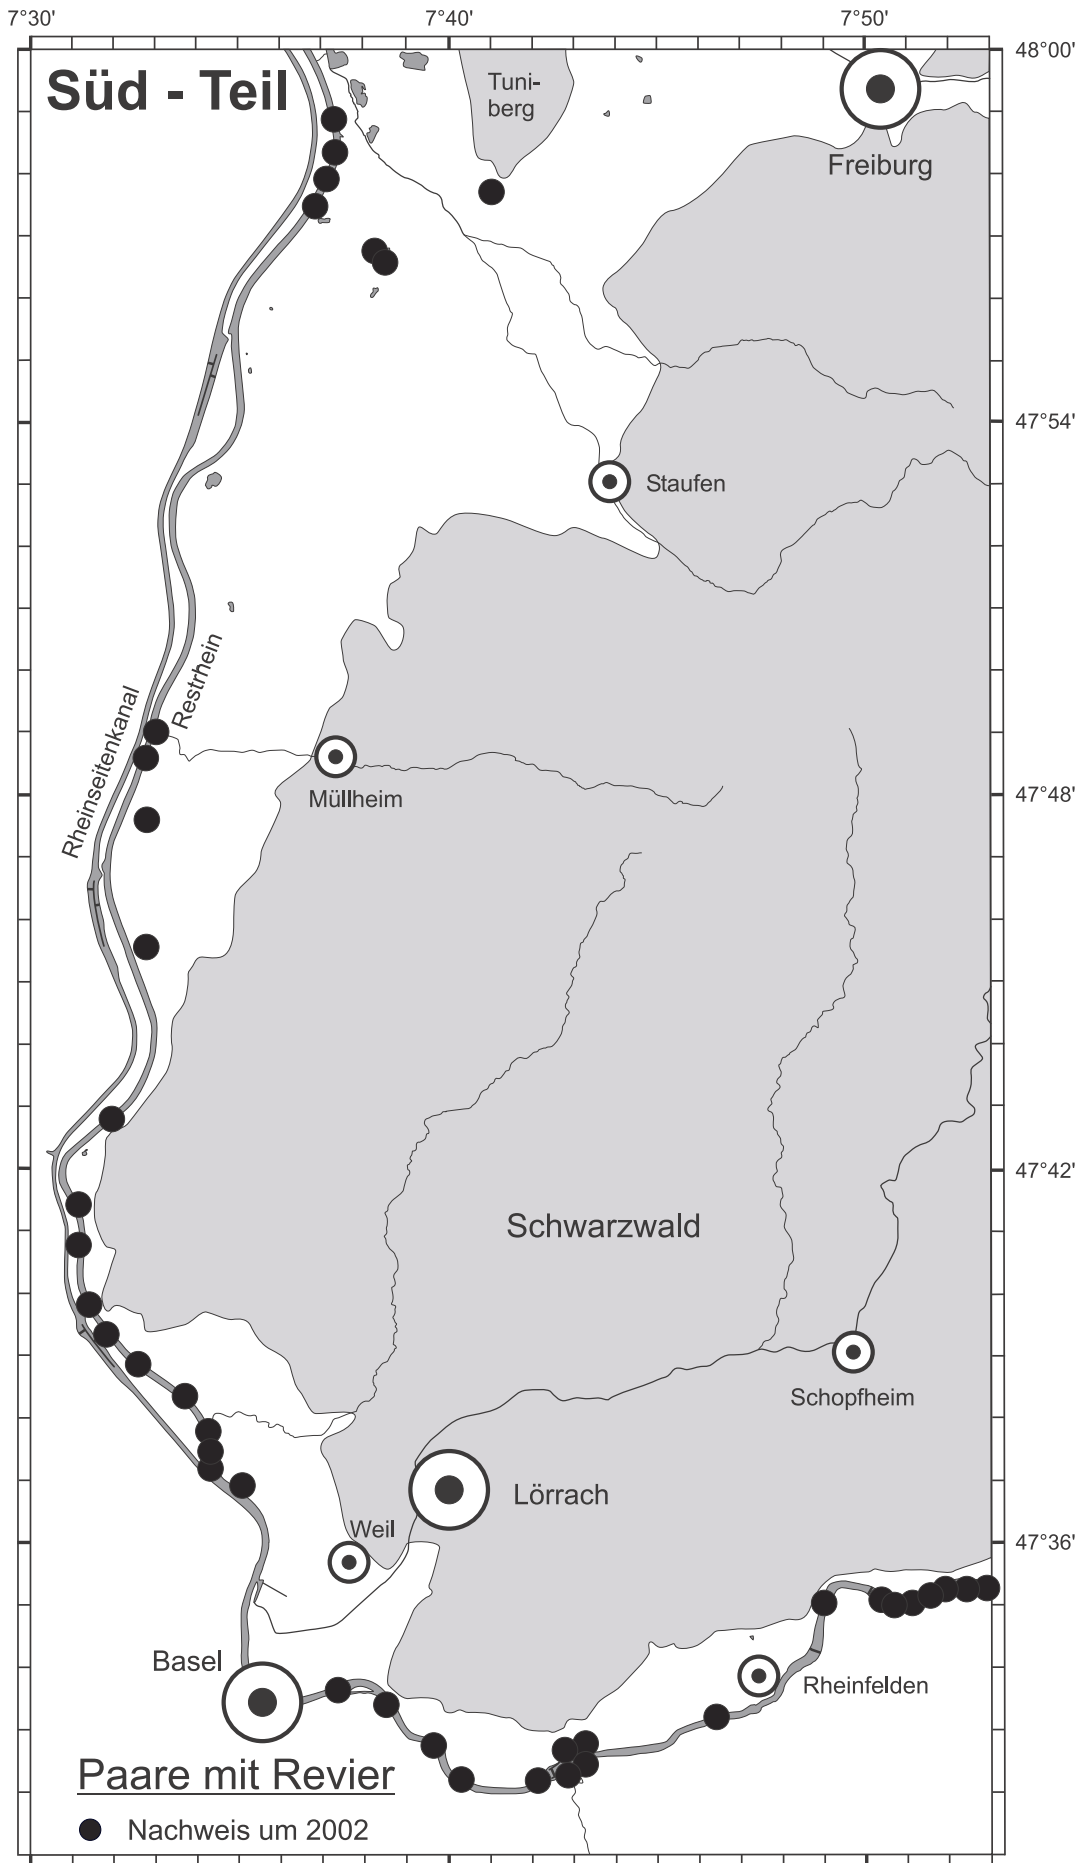 7°30'
7°40'
7°50'
48°00'
Süd - Teil
Tuni-
berg
Freiburg
47°54'
Staufen
Restrhein
Rheinseitenkanal
47°48'
Müllheim
47°42'
Schwarzwald
Schopfheim
Lörrach
Weil
47°36'
Basel
Rheinfelden
Paare mit Revier
Nachweis um 2002